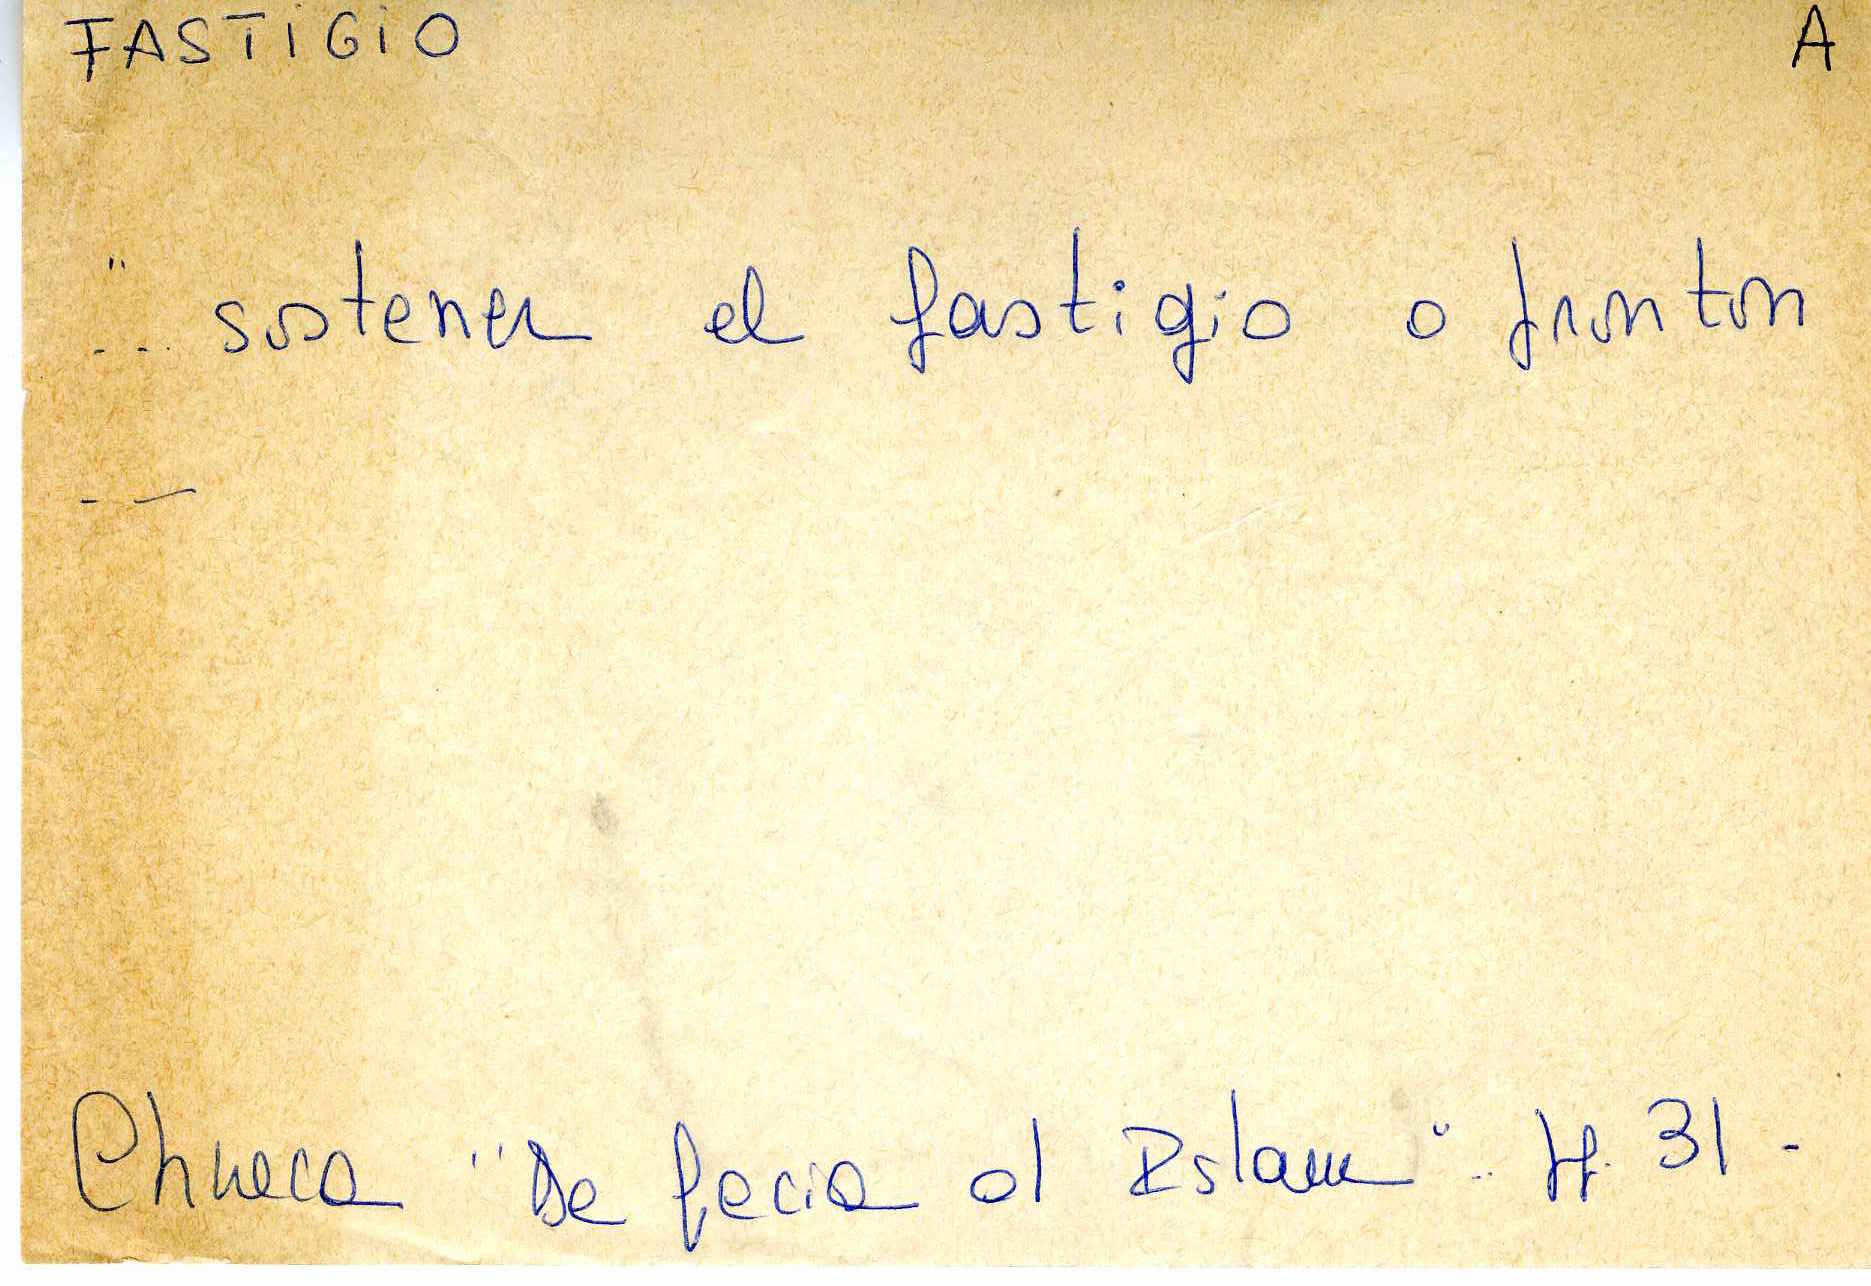 FASTiGiO A
"... sostener el fastigio o fronton
- —
Chueca "De Grecia al Islam". 31 -